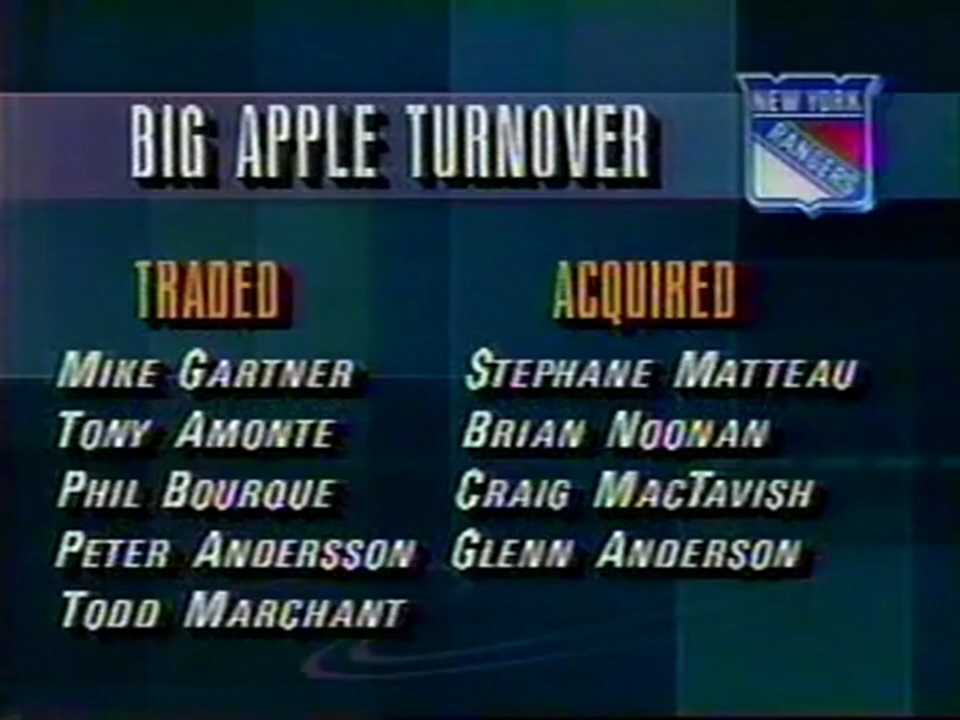 BIG APPLE TURNOVER
NEW YORK
RANGERS
TRADED
MIKE GARTNER
TONY AMONTE
PHIL BOURQUE
PETER ANDERSSON
TODD MARCHANT
ACQUIRED
STEPHANE MATTEAU
BRIAN NOONAN
CRAIG MACTAVISH
GLENN ANDERSON